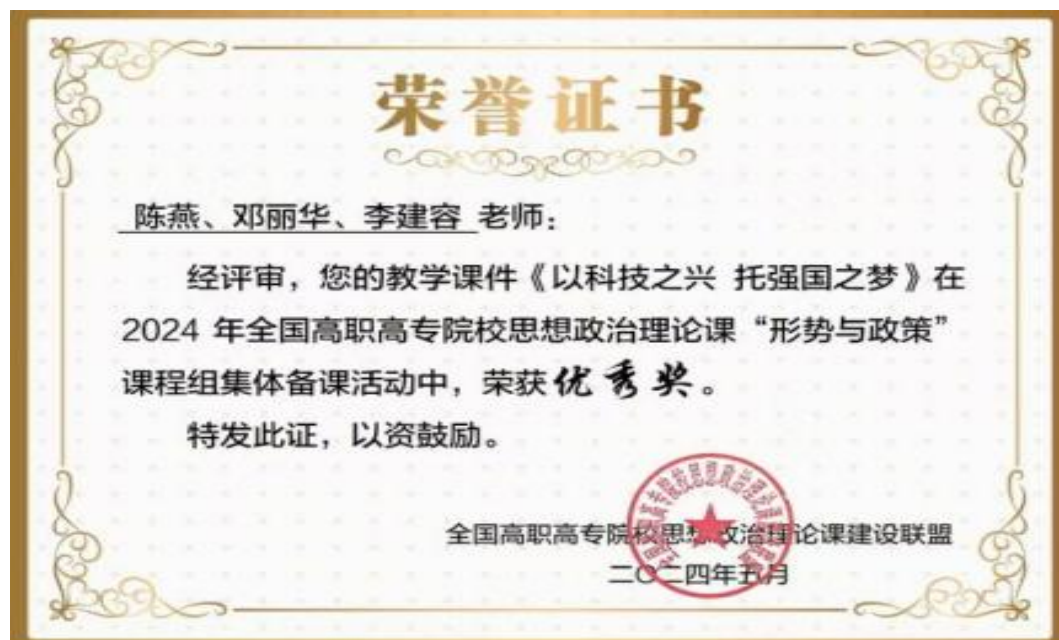 荣誉证书
陈燕、邓丽华、李建容 老师：
经评审，您的教学课件《以科技之兴 托强国之梦》在
2024 年全国高职高专院校思想政治理论课“形势与政策”
课程组集体备课活动中，荣获优秀奖。
特发此证，以资鼓励。
全国高职高专院校思想政治理论课建设联盟
二〇二四年五月